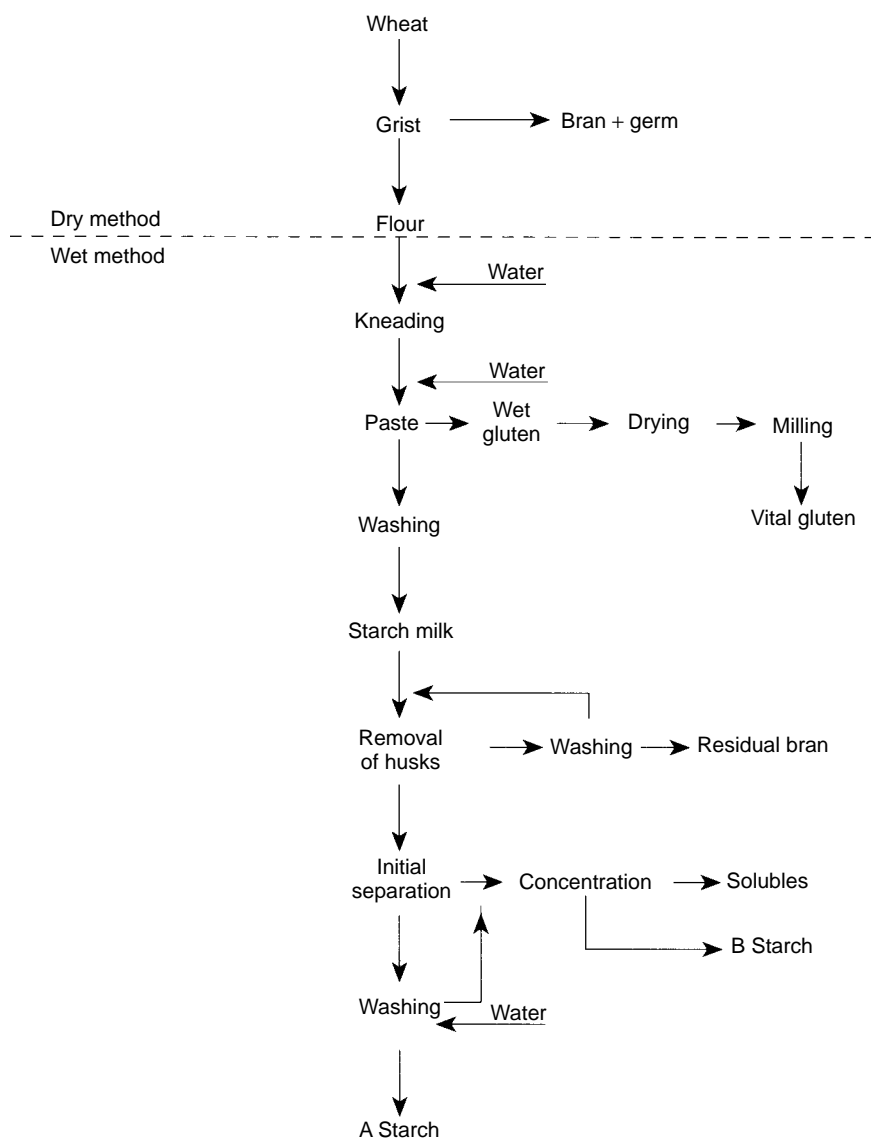 Wheat
Grist
Bran + germ
Dry method
Flour
Wet method
Water
Kneading
Water
Paste
Wet
gluten
Drying
Milling
Vital gluten
Washing
Starch milk
Removal
of husks
Washing
Residual bran
Initial
separation
Concentration
Solubles
B Starch
Washing
Water
A Starch